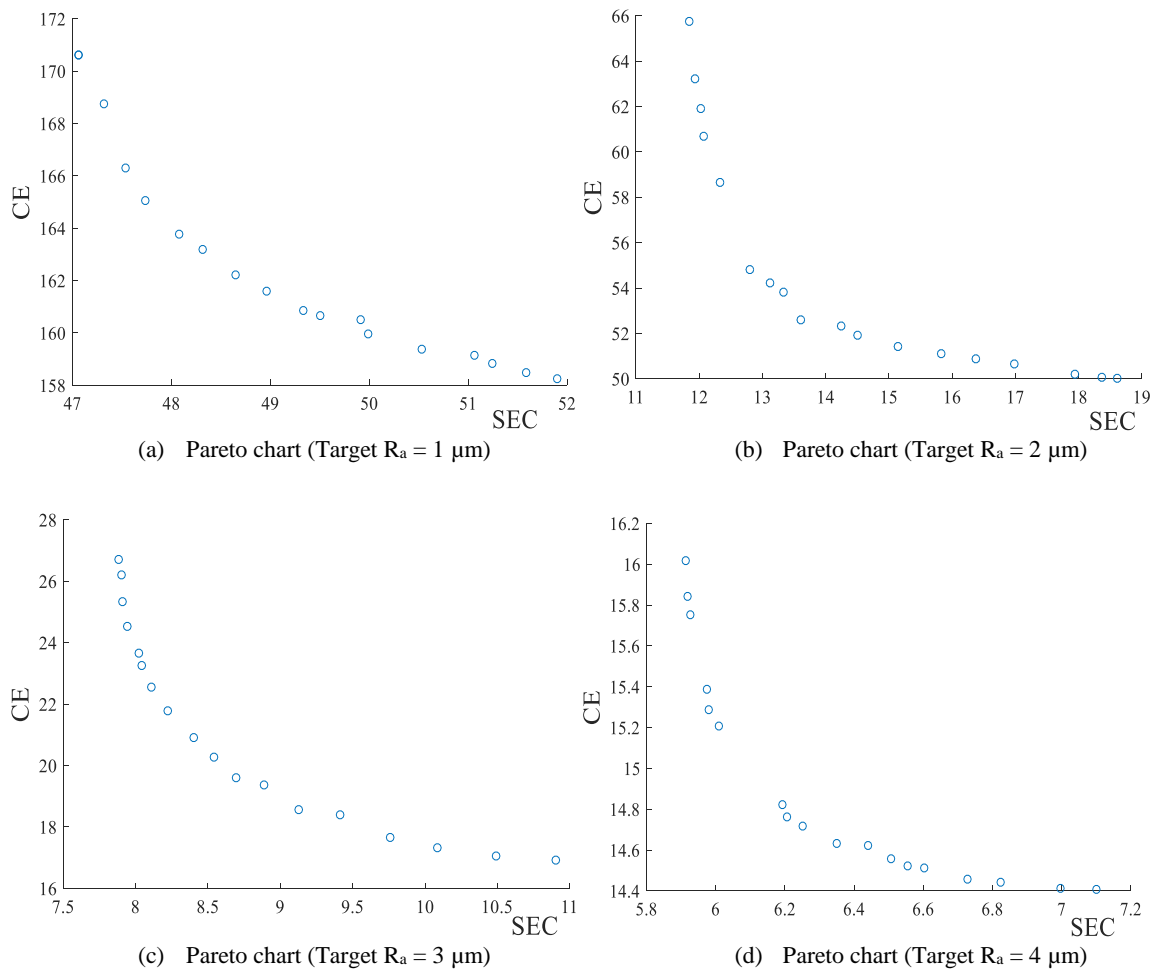 172
170
168
166
164
162
160
158
CE
47 48 49 50 51 52
SEC
(a) Pareto chart (Target Rₐ = 1 μm)
66
64
62
60
58
56
54
52
50
CE
11 12 13 14 15 16 17 18 19
SEC
(b) Pareto chart (Target Rₐ = 2 μm)
28
26
24
22
20
18
16
CE
7.5 8 8.5 9 9.5 10 10.5 11
SEC
(c) Pareto chart (Target Rₐ = 3 μm)
16.2
16
15.8
15.6
15.4
15.2
15
14.8
14.6
14.4
CE
5.8 6 6.2 6.4 6.6 6.8 7 7.2
SEC
(d) Pareto chart (Target Rₐ = 4 μm)